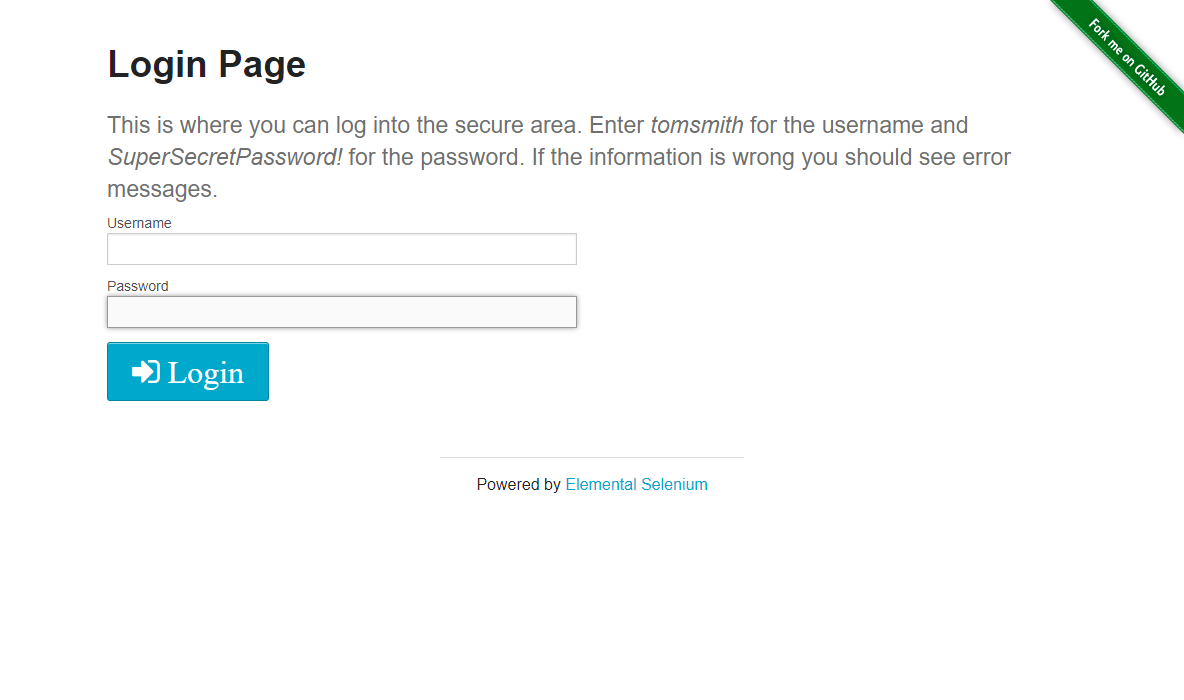 Fork me on GitHub
Login Page
This is where you can log into the secure area. Enter tomsmith for the username and
SuperSecretPassword! for the password. If the information is wrong you should see error
messages.
Username
Password
Login
Powered by Elemental Selenium